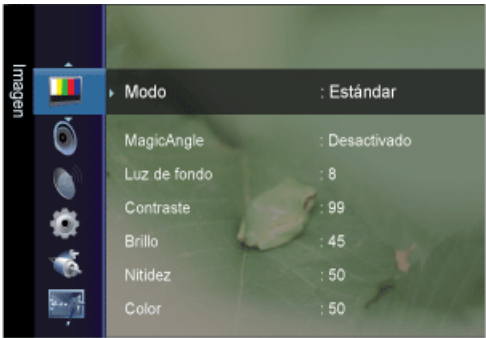 Imagen
Modo : Estándar
MagicAngle : Desactivado
Luz de fondo : 8
Contraste : 99
Brillo : 45
Nitidez : 50
Color : 50